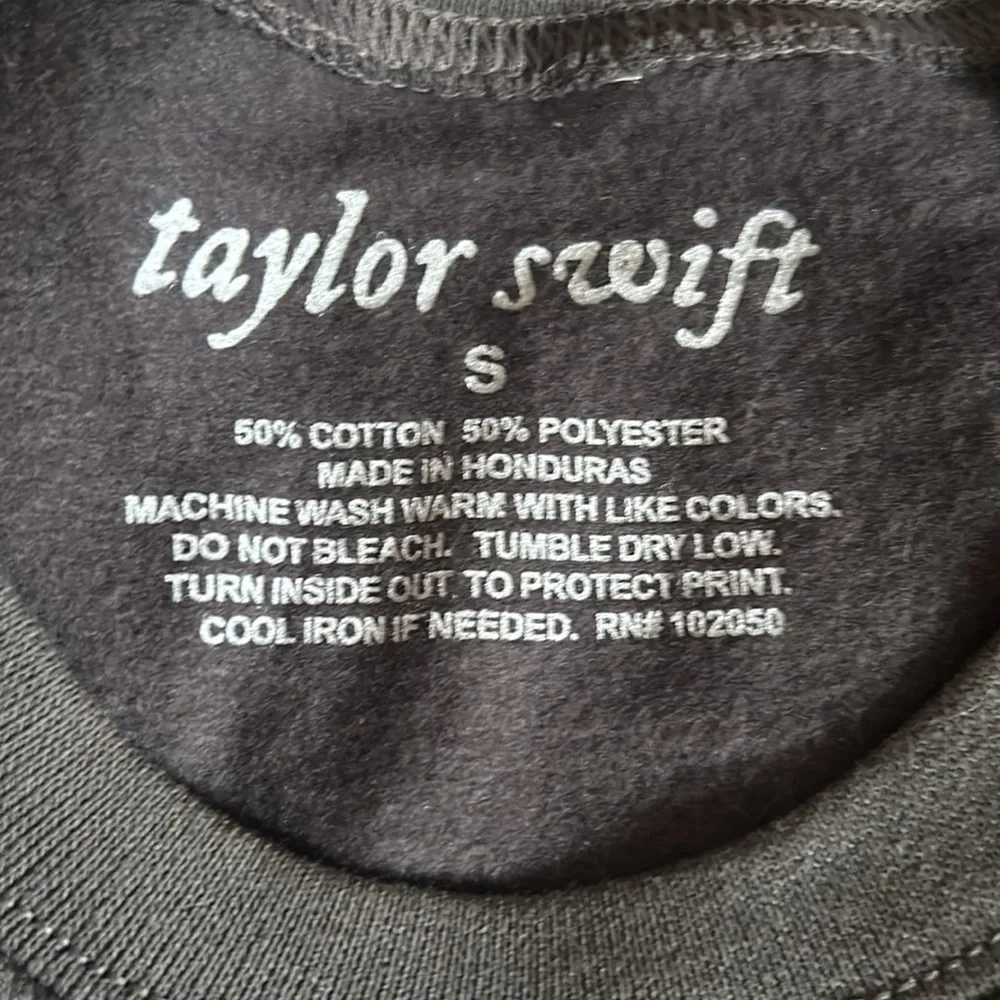 taylor swift
S
50% COTTON 50% POLYESTER
MADE IN HONDURAS
MACHINE WASH WARM WITH LIKE COLORS.
DO NOT BLEACH. TUMBLE DRY LOW.
TURN INSIDE OUT TO PROTECT PRINT.
COOL IRON IF NEEDED. RN# 102050